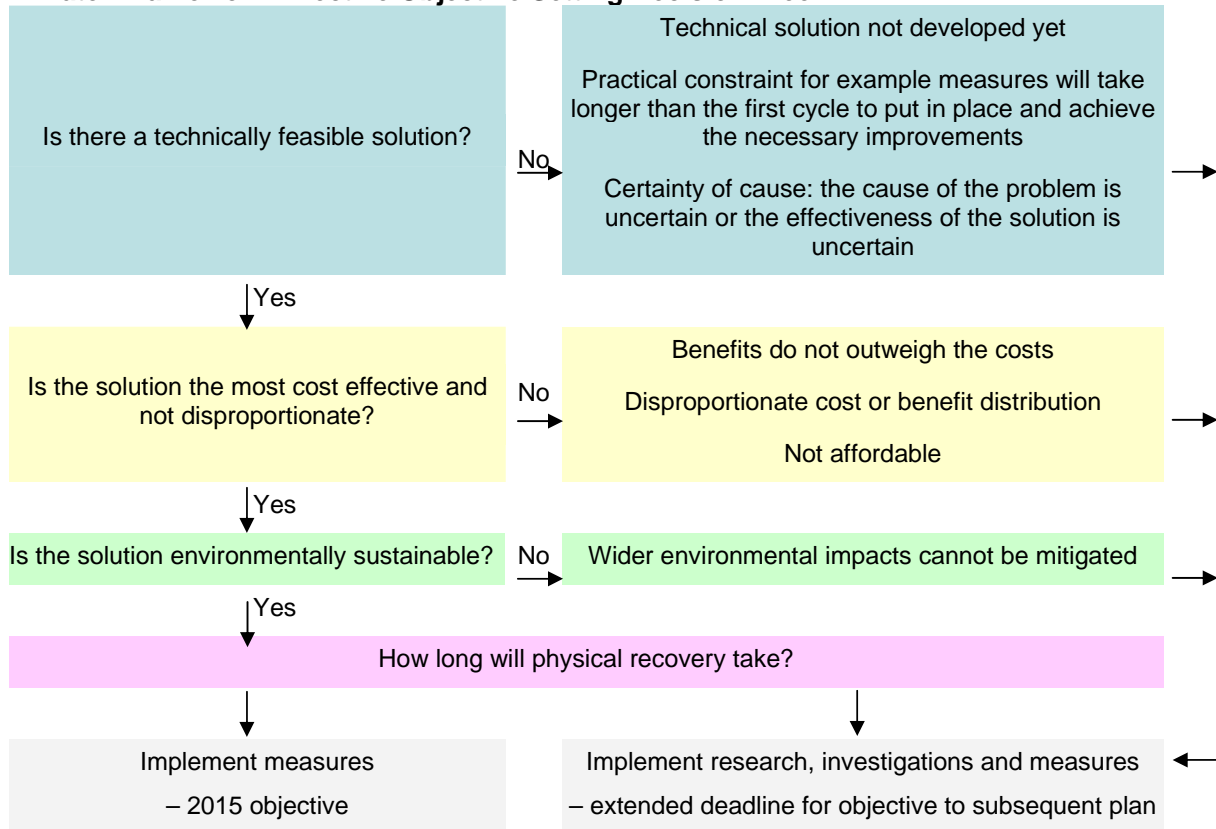 Is there a technically feasible solution?
No
Technical solution not developed yet
Practical constraint for example measures will take
longer than the first cycle to put in place and achieve
the necessary improvements
Certainty of cause: the cause of the problem is
uncertain or the effectiveness of the solution is
uncertain
Yes
Is the solution the most cost effective and
not disproportionate?
No
Benefits do not outweigh the costs
Disproportionate cost or benefit distribution
Not affordable
Yes
Is the solution environmentally sustainable?
No
Wider environmental impacts cannot be mitigated
Yes
How long will physical recovery take?
Implement measures
– 2015 objective
Implement research, investigations and measures
– extended deadline for objective to subsequent plan